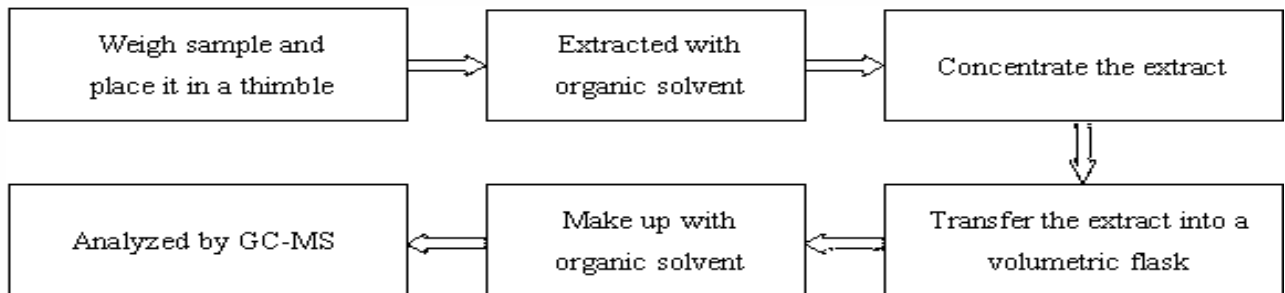 Weigh sample and
place it in a thimble
Extracted with
organic solvent
Concentrate the extract
Transfer the extract into a
volumetric flask
Make up with
organic solvent
Analyzed by GC-MS